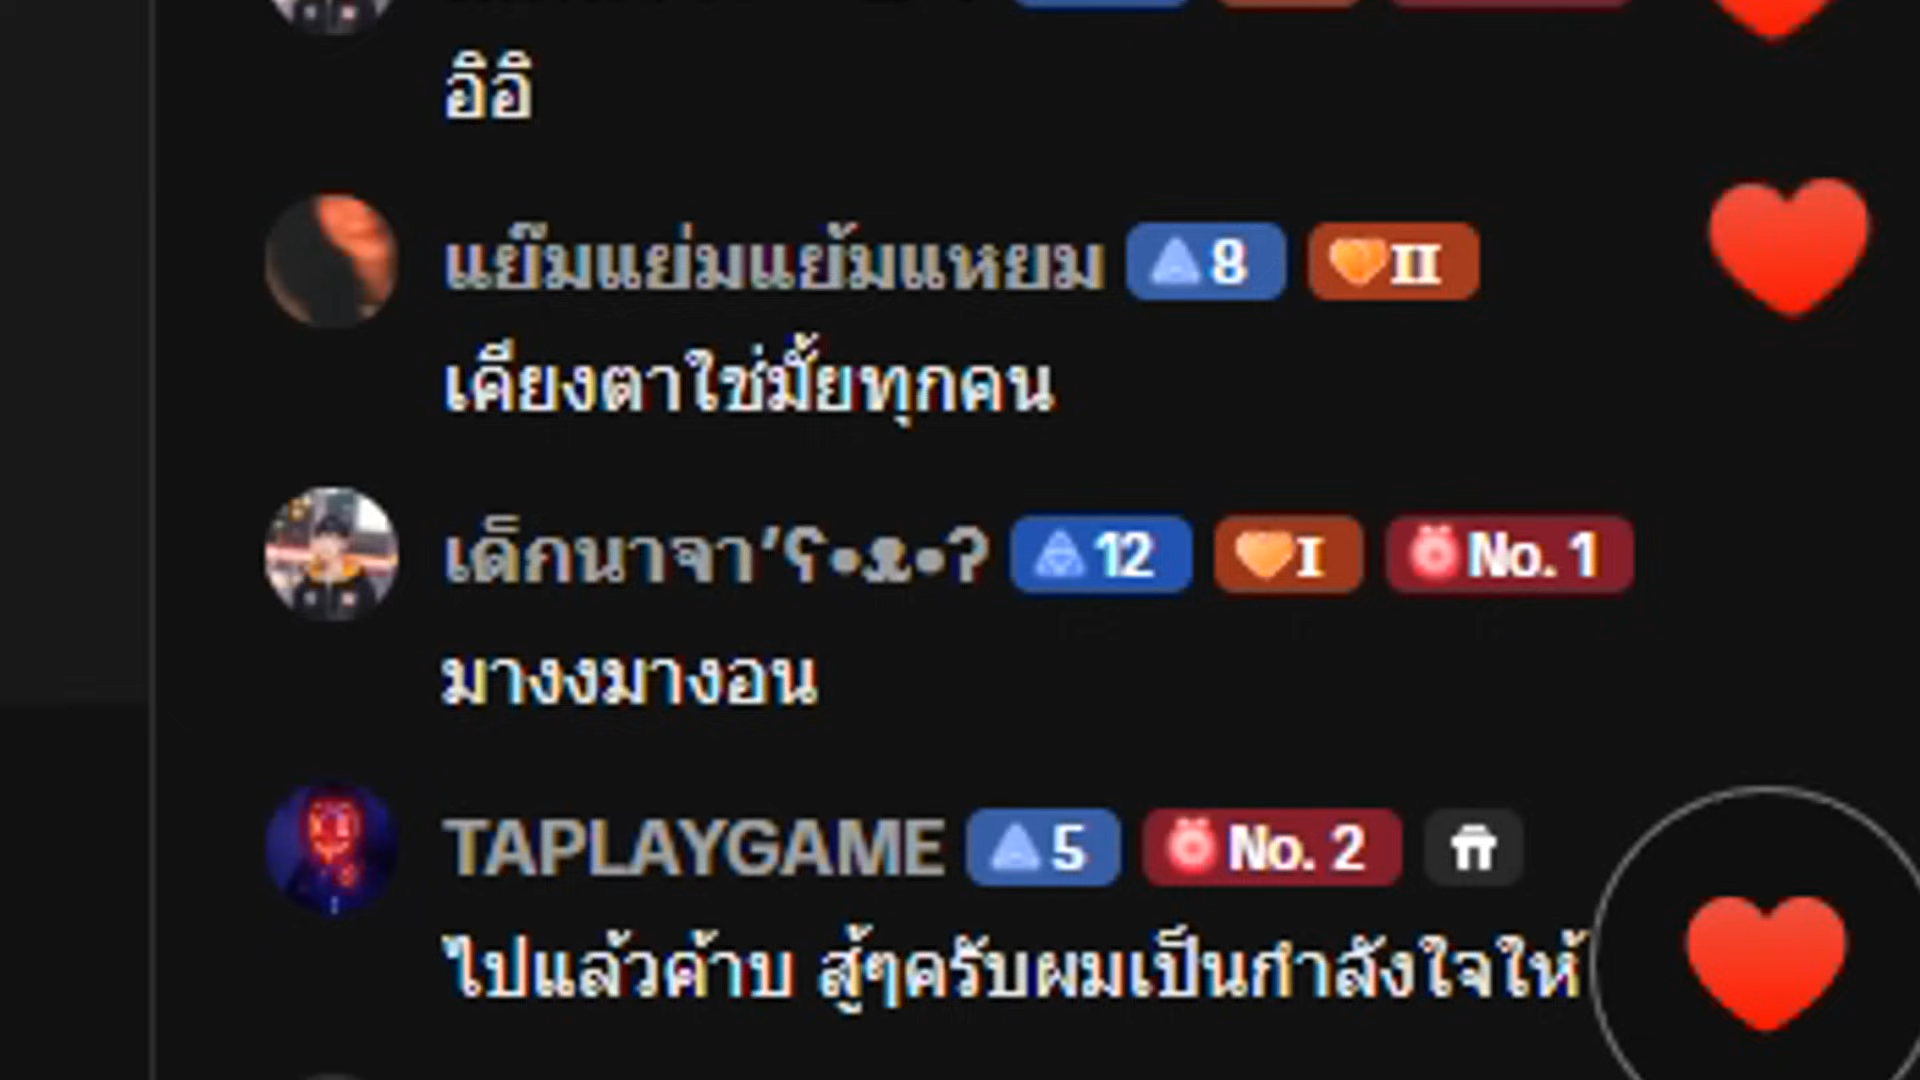 อิอิ
แย๊มแย่มแย้มแหยม 8 II
เคืยงตาใช่มั้ยทุกคน
เด็กนาจา’ʕ•ᴥ•ʔ 12 I No. 1
มางงมางอน
TAPLAYGAME 5 No. 2
ไปแล้วค้าบ สู้ๆครับผมเป็นกำลังใจให้